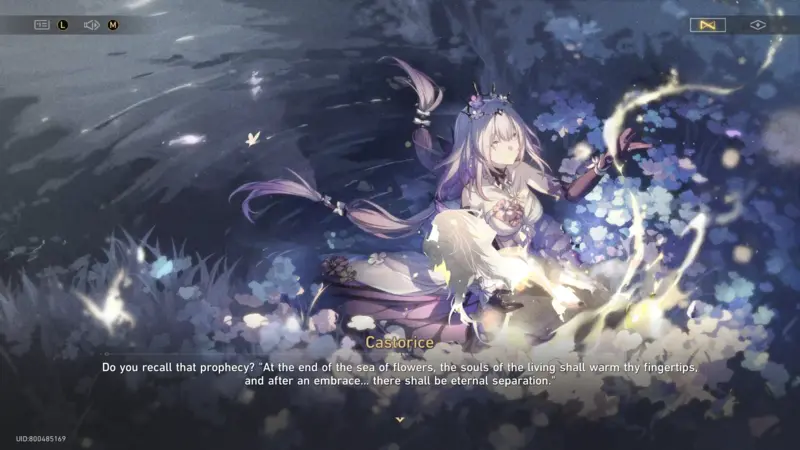 L
M
Castorice
Do you recall that prophecy? "At the end of the sea of flowers, the souls of the living shall warm thy fingertips,
and after an embrace... there shall be eternal separation."
UID:800485169